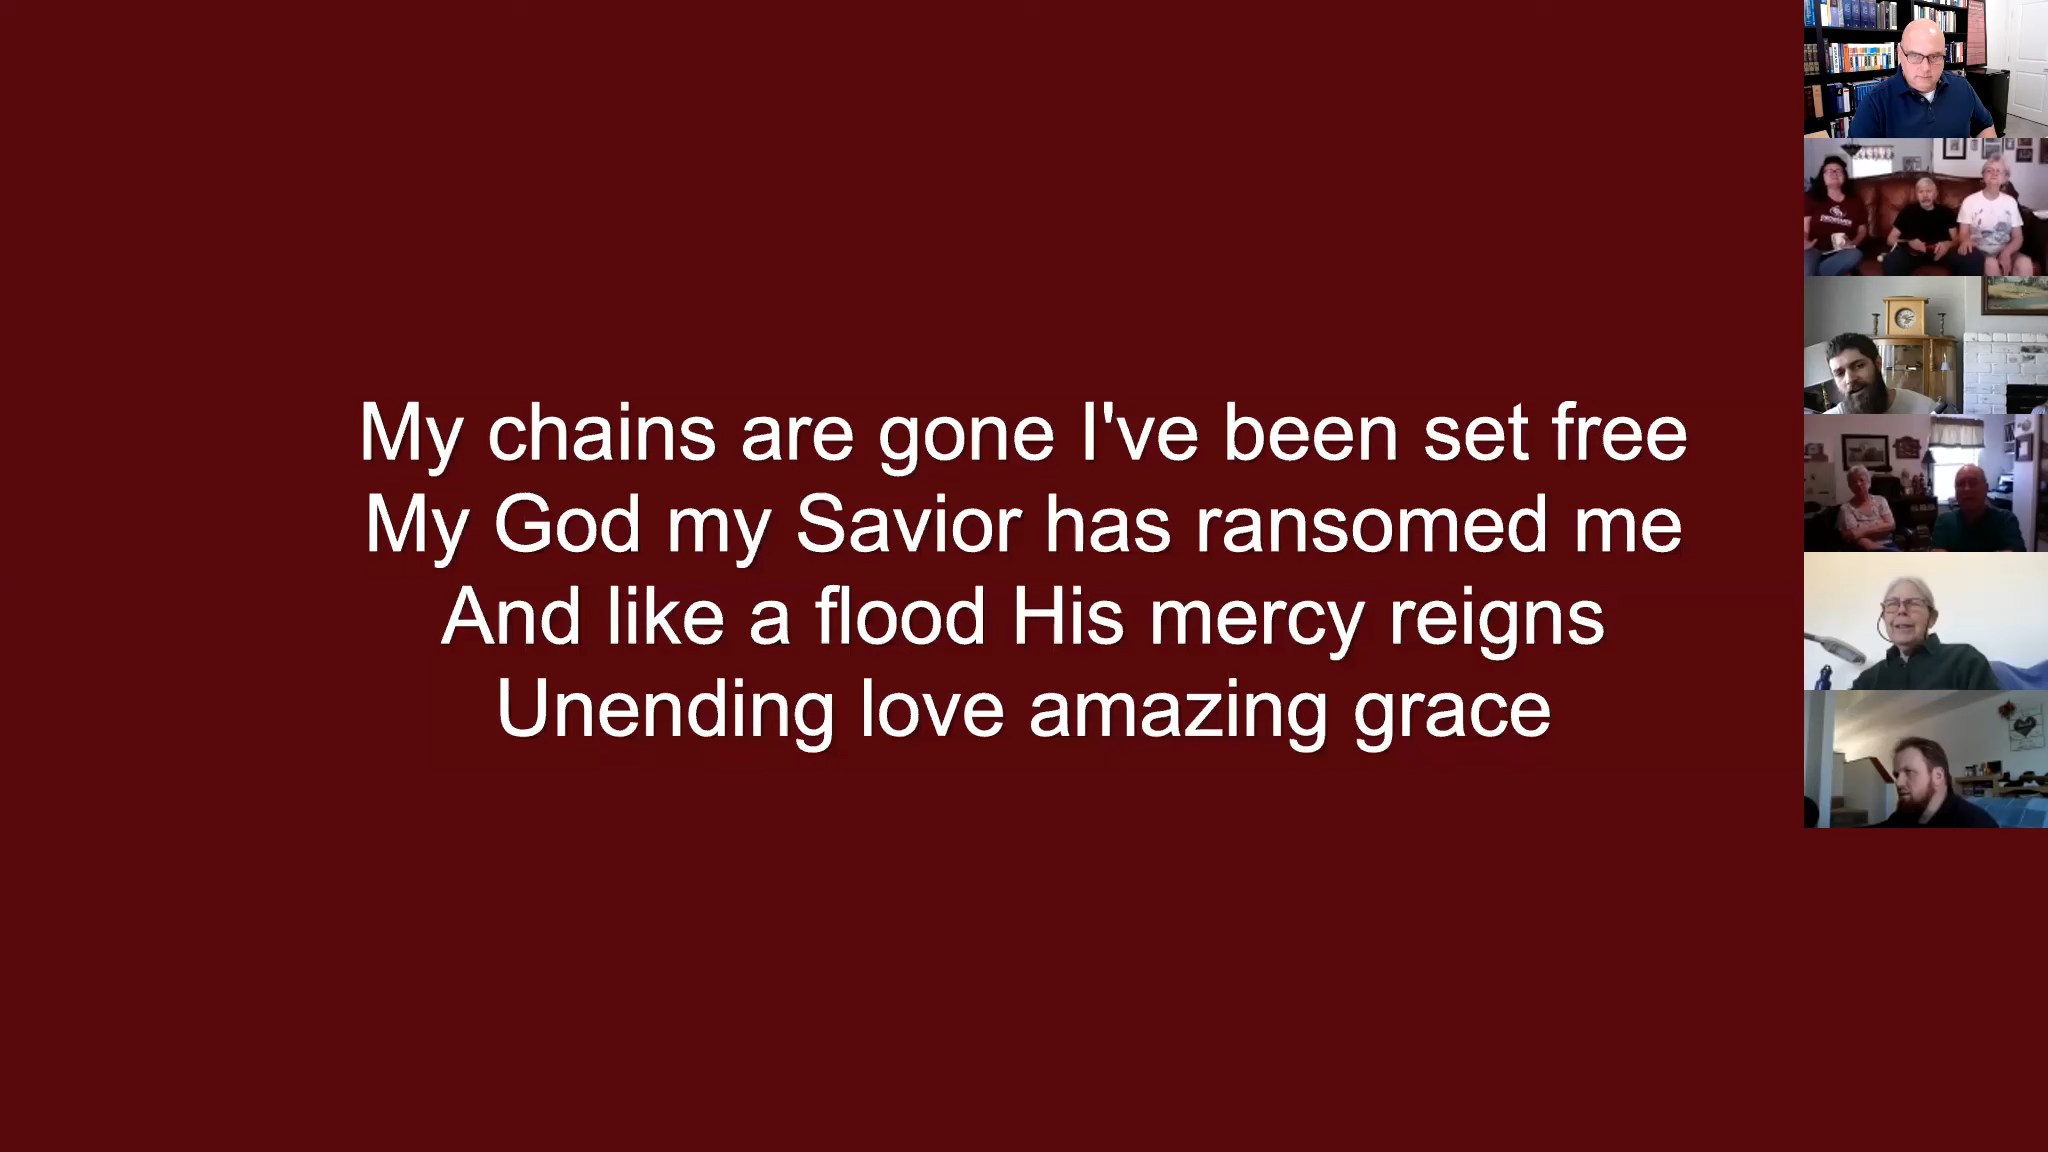 My chains are gone I've been set free
My God my Savior has ransomed me
And like a flood His mercy reigns
Unending love amazing grace